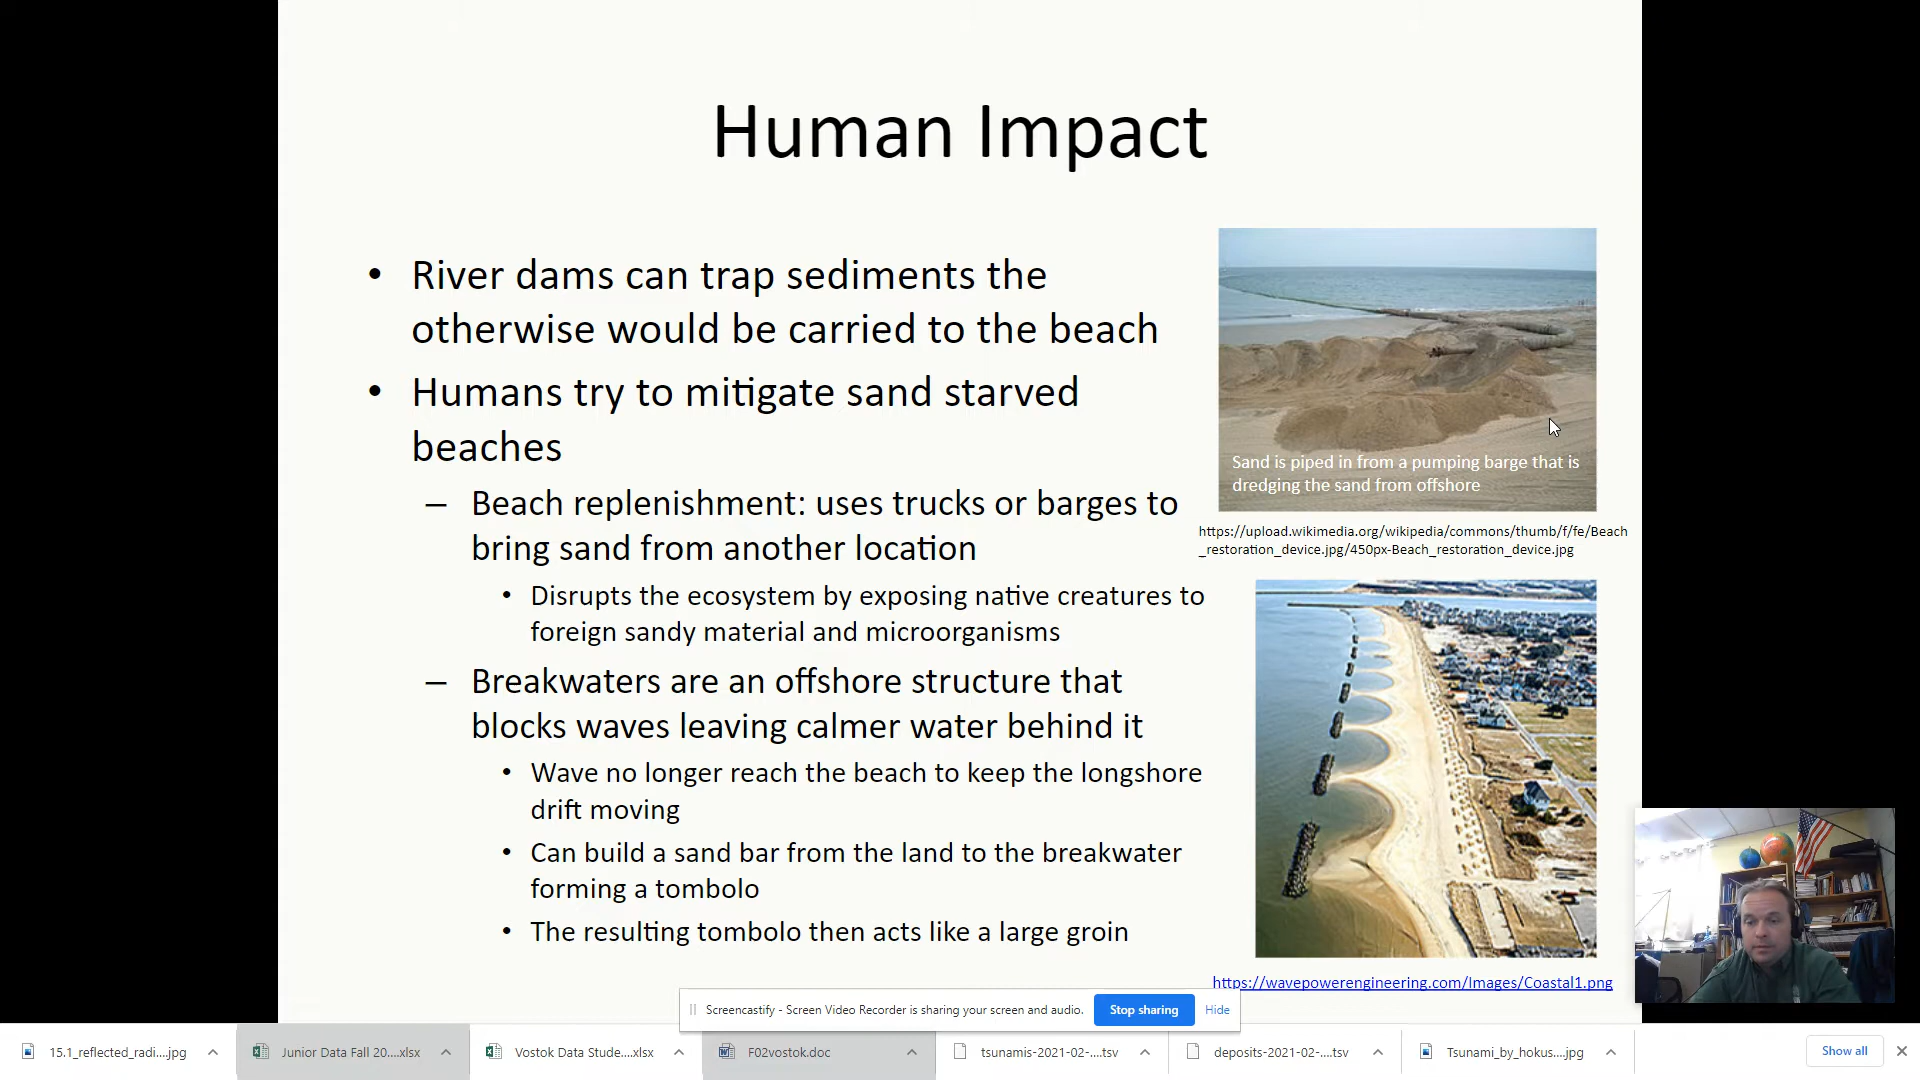 Human Impact
• River dams can trap sediments the
otherwise would be carried to the beach
• Humans try to mitigate sand starved
beaches
– Beach replenishment: uses trucks or barges to
bring sand from another location
• Disrupts the ecosystem by exposing native creatures to
foreign sandy material and microorganisms
– Breakwaters are an offshore structure that
blocks waves leaving calmer water behind it
• Wave no longer reach the beach to keep the longshore
drift moving
• Can build a sand bar from the land to the breakwater
forming a tombolo
• The resulting tombolo then acts like a large groin
Sand is piped in from a pumping barge that is
dredging the sand from offshore
https://upload.wikimedia.org/wikipedia/commons/thumb/f/fe/Beach
_restoration_device.jpg/450px-Beach_restoration_device.jpg
https://wavepowerengineering.com/Images/Coastal1.png
Screencastify - Screen Video Recorder is sharing your screen and audio. Stop sharing Hide
15.1_reflected_radi....jpg Junior Data Fall 20....xlsx Vostok Data Stude....xlsx F02vostok.doc tsunamis-2021-02-....tsv deposits-2021-02-....tsv Tsunami_by_hokus....jpg Show all